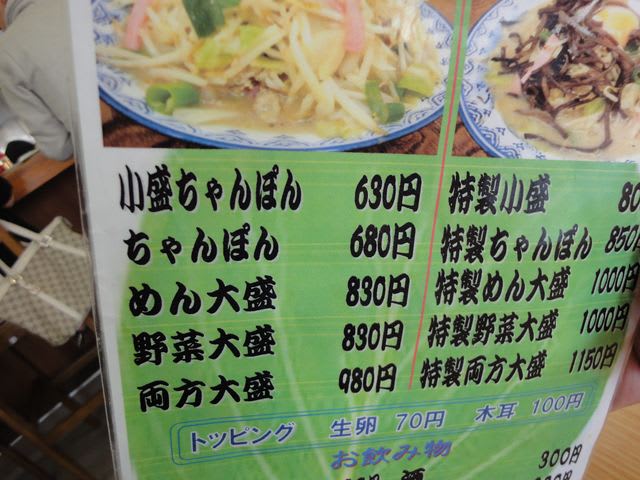 小盛ちゃんぽん 630円
ちゃんぽん 680円
めん大盛 830円
野菜大盛 830円
両方大盛 980円
特製小盛 80
特製ちゃんぽん 850
特製めん大盛 1000円
特製野菜大盛 1000円
特製両方大盛 1150円
トッピング 生卵 70円 木耳 100円
お飲み物
300円
酒